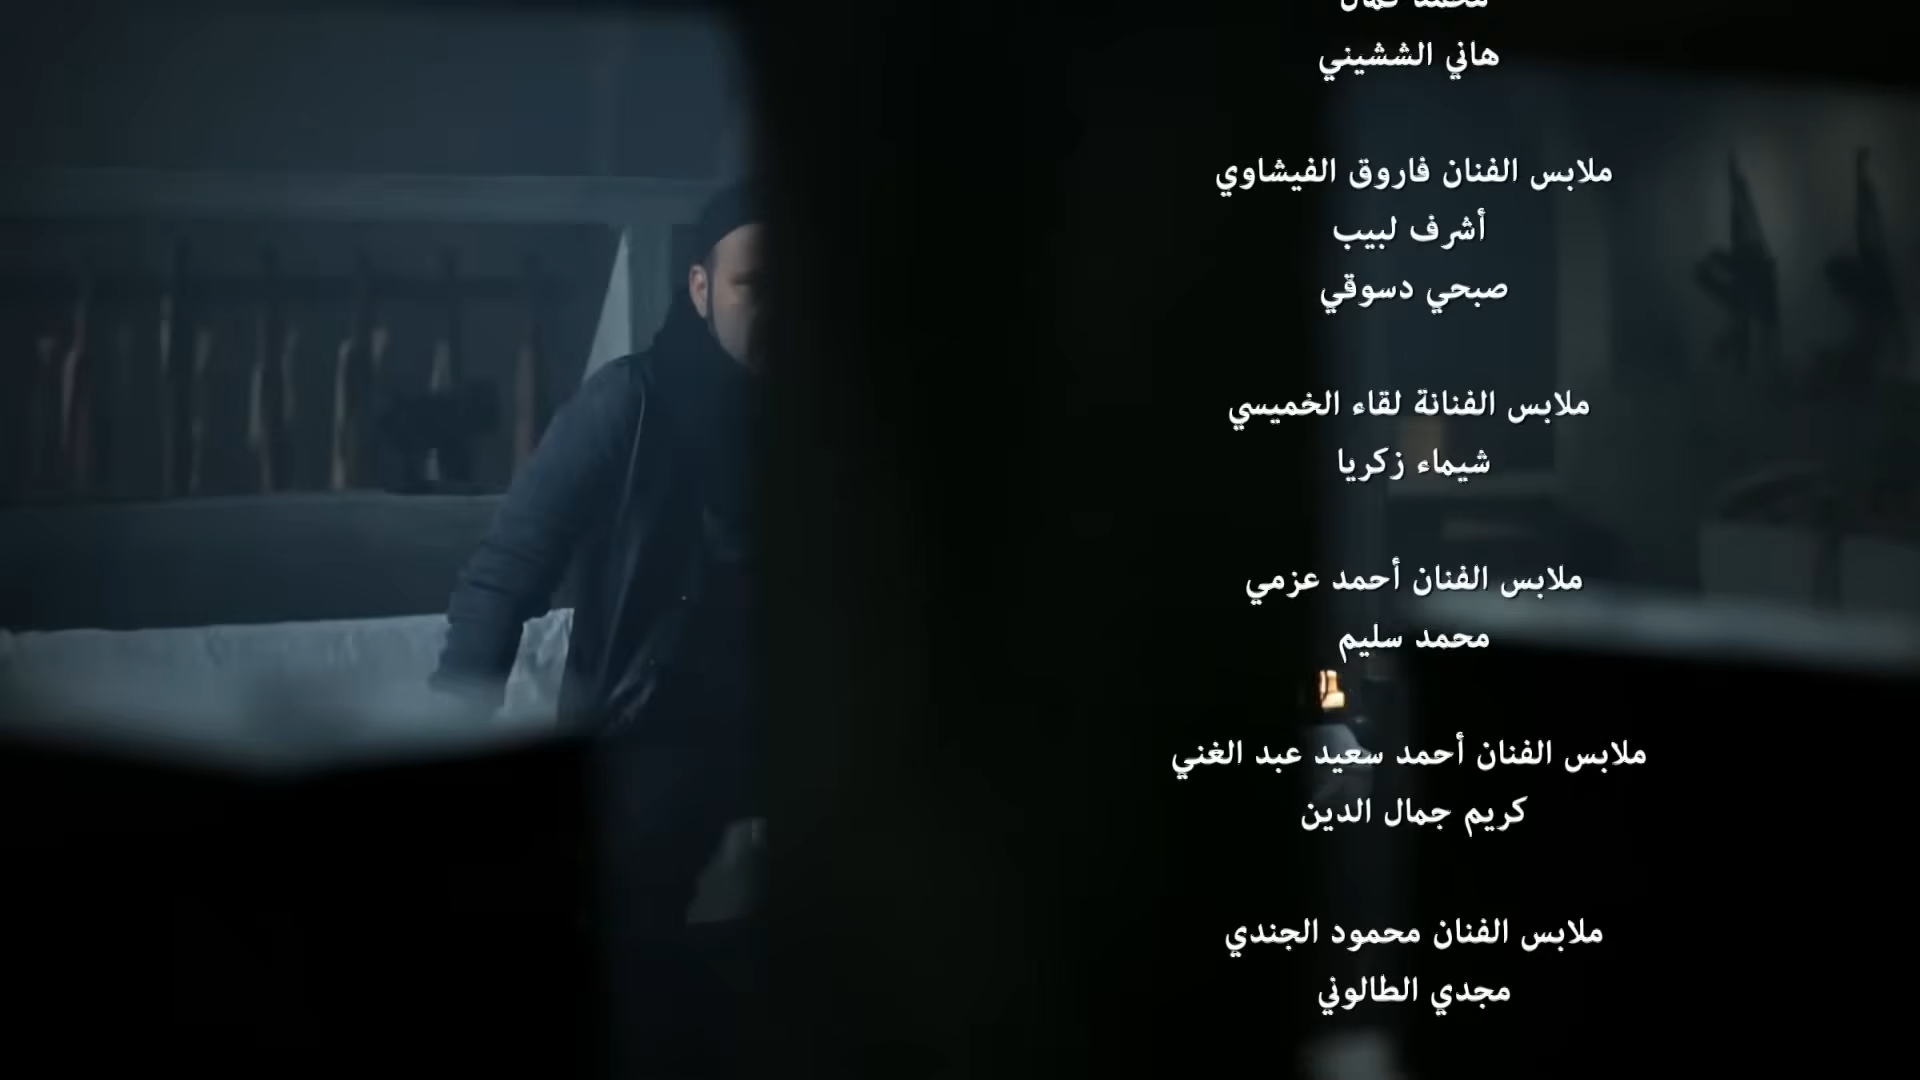 هاني الششيني
ملابس الفنان فاروق الفيشاوي
أشرف لبيب
صبحي دسوقي
ملابس الفنانة لقاء الخميسي
شيماء زكريا
ملابس الفنان أحمد عزمي
محمد سليم
ملابس الفنان أحمد سعيد عبد الغني
كريم جمال الدين
ملابس الفنان محمود الجندي
مجدي الطالوني